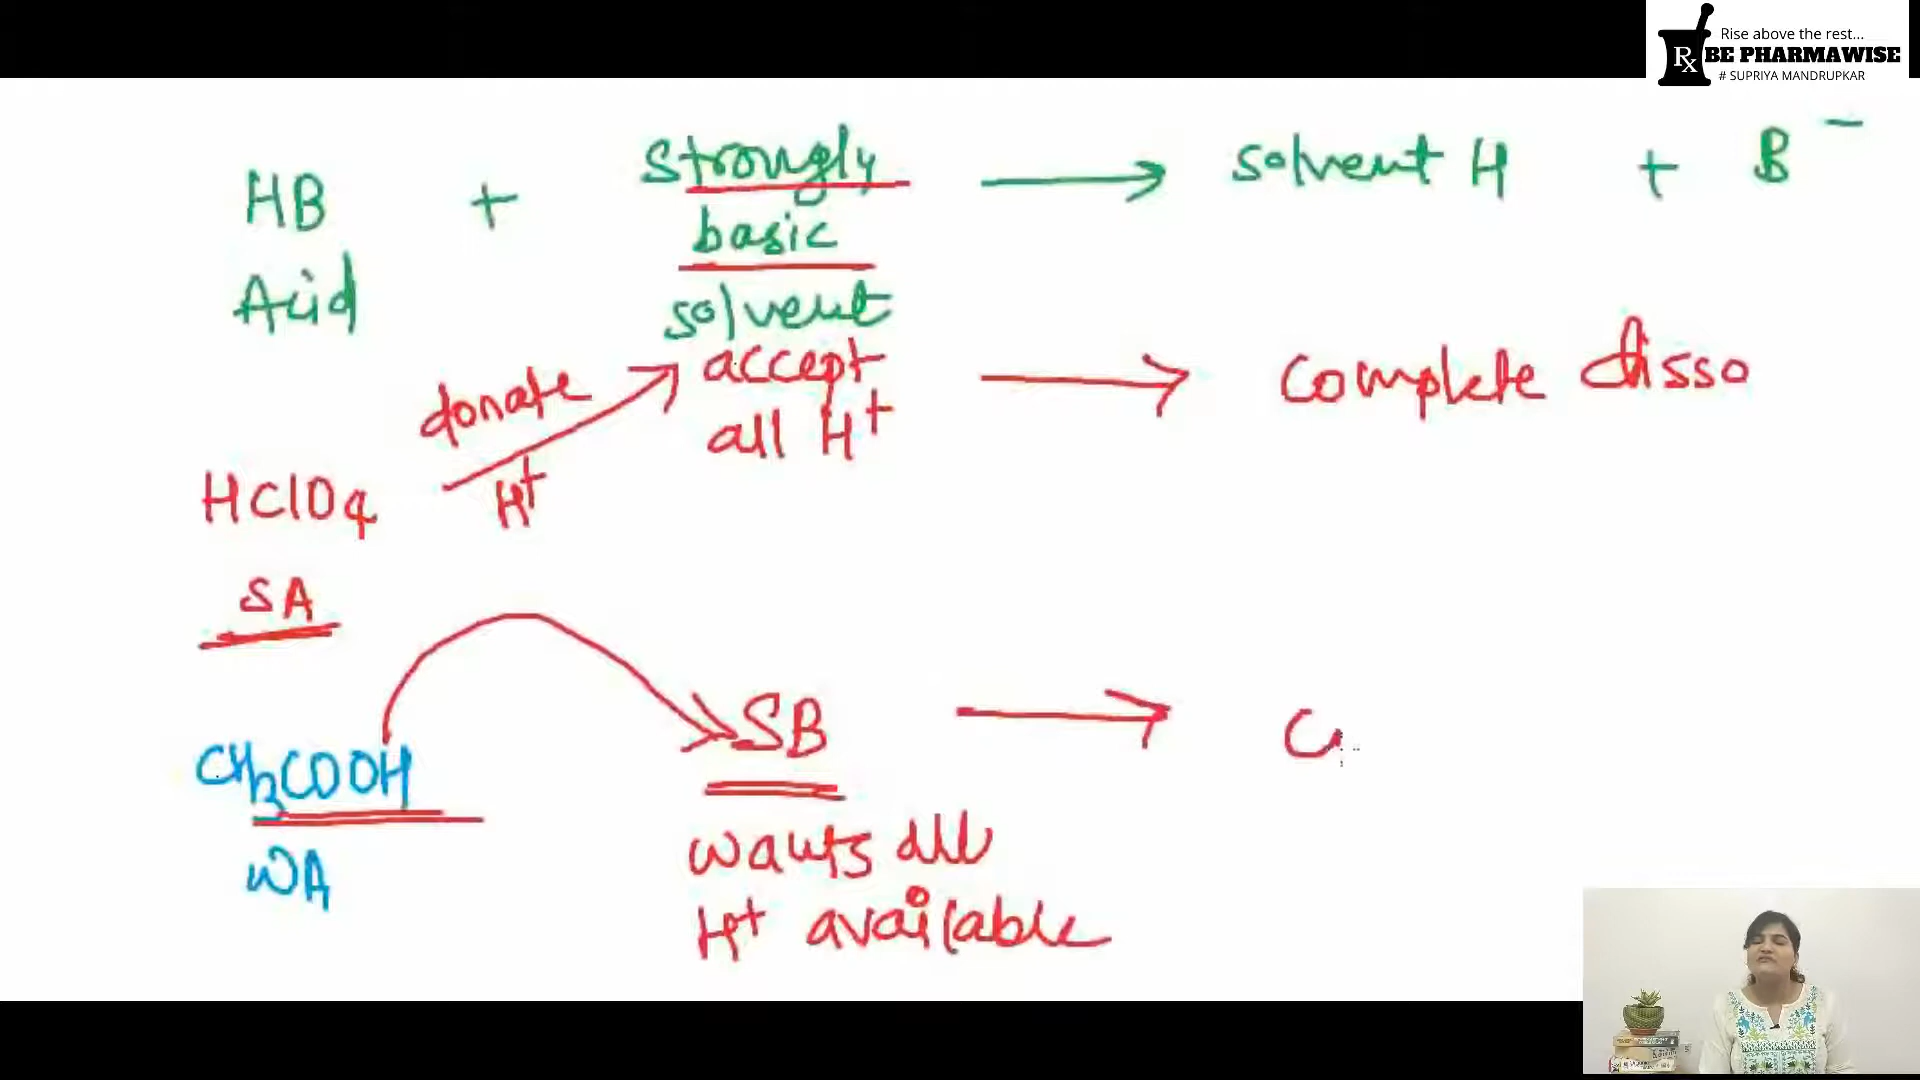 Rise above the rest...
Rx BE PHARMAWISE
# SUPRIYA MANDRUPKAR
HB + strongly → solvent H + B⁻
Acid basic
solvent
donate → accept → complete disso
H⁺ all H⁺
HClO4
SA
CH3COOH SB → C
WA wants all
H⁺ available